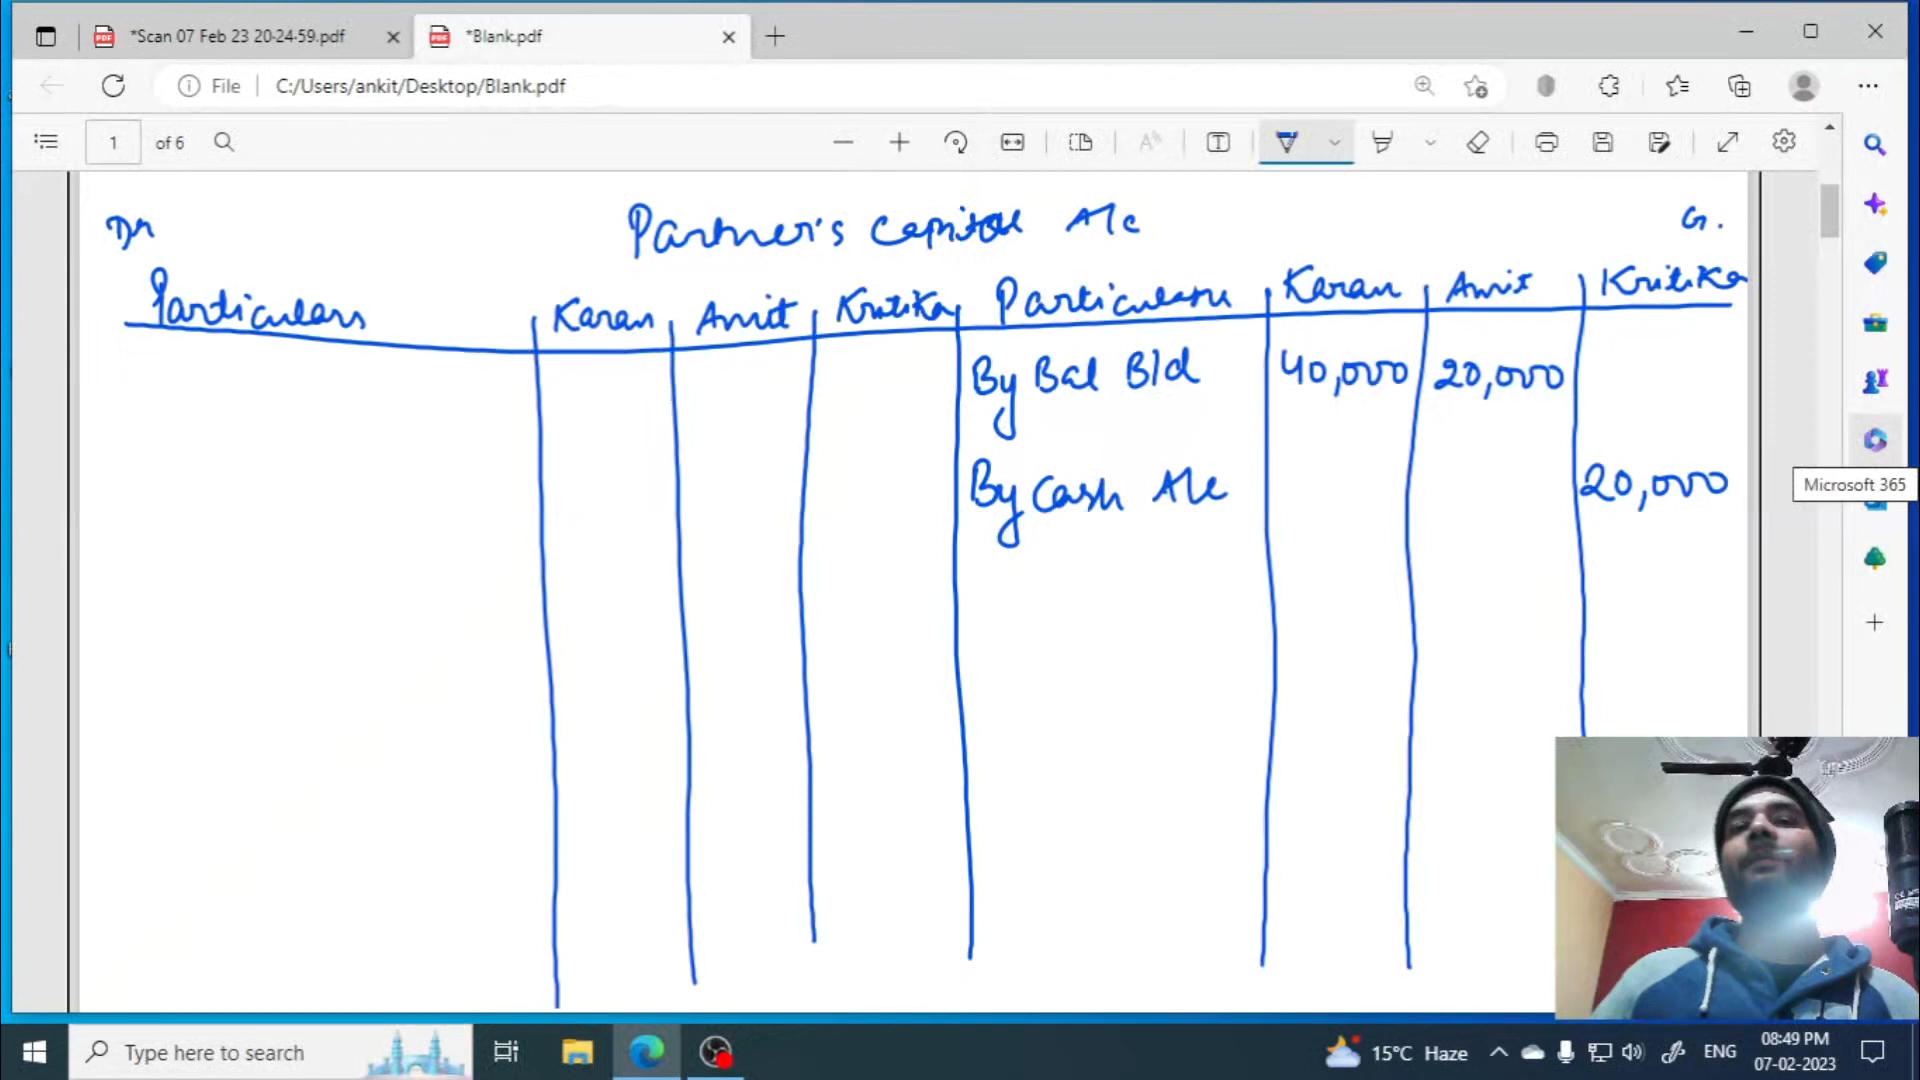 *Scan 07 Feb 23 20-24-59.pdf
*Blank.pdf
File C:/Users/ankit/Desktop/Blank.pdf
1 of 6
Dr Partner's Capital A/c Cr.
Particulars Karan Amit Kritika Particulars Karan Amit Kritika
By Bal B/d 40,000 20,000
By Cash A/c 20,000
Microsoft 365
Type here to search
15°C Haze
ENG
08:49 PM
07-02-2023